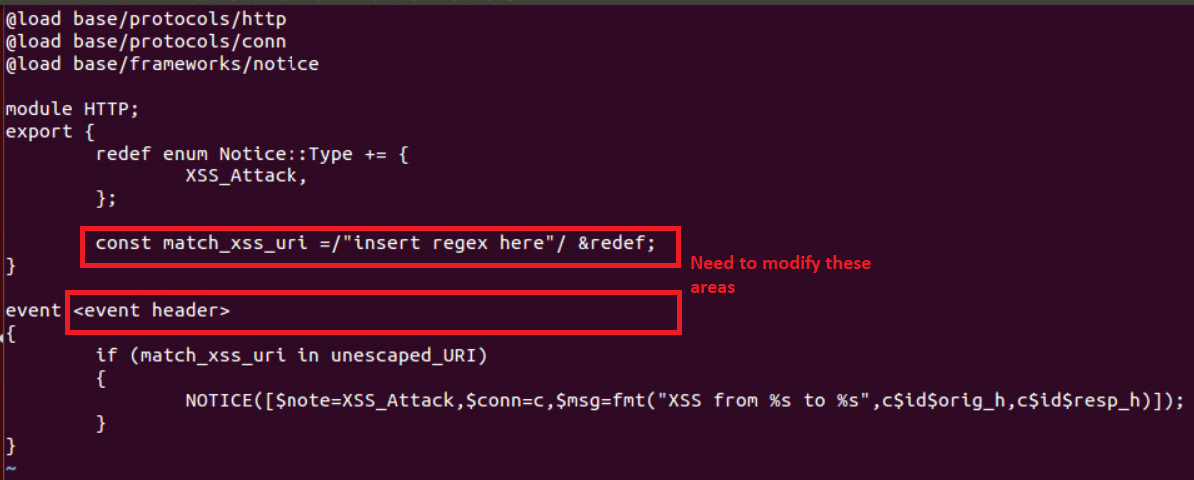 @load base/protocols/http
@load base/protocols/conn
@load base/frameworks/notice
module HTTP;
export {
redef enum Notice::Type += {
XSS_Attack,
};
const match_xss_uri =/"insert regex here"/ &redef;
}
Need to modify these
areas
event <event header>
{
if (match_xss_uri in unescaped_URI)
{
NOTICE([$note=XSS_Attack,$conn=c,$msg=fmt("XSS from %s to %s",c$id$orig_h,c$id$resp_h)]);
}
}
~